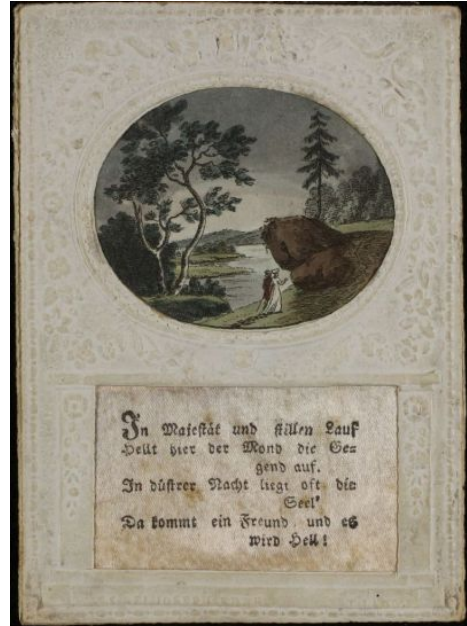 In Majestät und stillen Lauf
Hellt hier der Mond die Ge=
gend auf.
In düstrer Nacht liegt oft die
Seel'
Da kommt ein Freund und es
wird Hell!